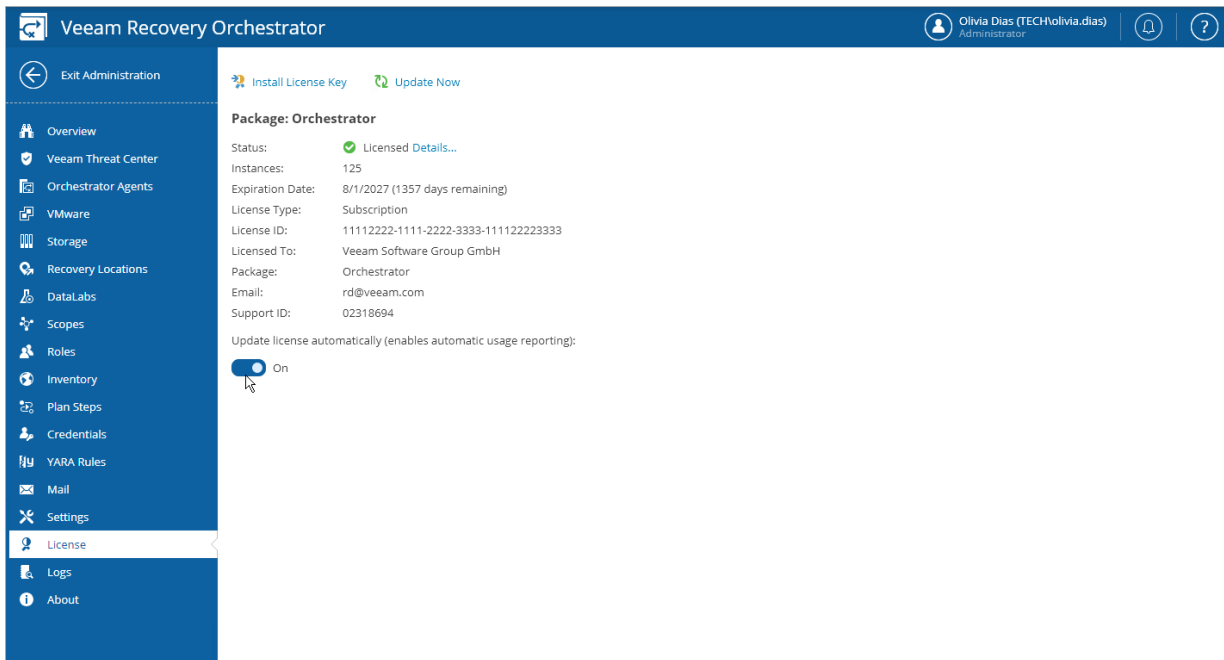 Veeam Recovery Orchestrator
Olivia Dias (TECH\olivia.dias)
Administrator
?
Exit Administration
Overview
Veeam Threat Center
Orchestrator Agents
VMware
Storage
Recovery Locations
DataLabs
Scopes
Roles
Inventory
Plan Steps
Credentials
YARA Rules
Mail
Settings
License
Logs
About
Install License Key Update Now
Package: Orchestrator
Status: Licensed Details...
Instances: 125
Expiration Date: 8/1/2027 (1357 days remaining)
License Type: Subscription
License ID: 11112222-1111-2222-3333-111122223333
Licensed To: Veeam Software Group GmbH
Package: Orchestrator
Email: rd@veeam.com
Support ID: 02318694
Update license automatically (enables automatic usage reporting):
On